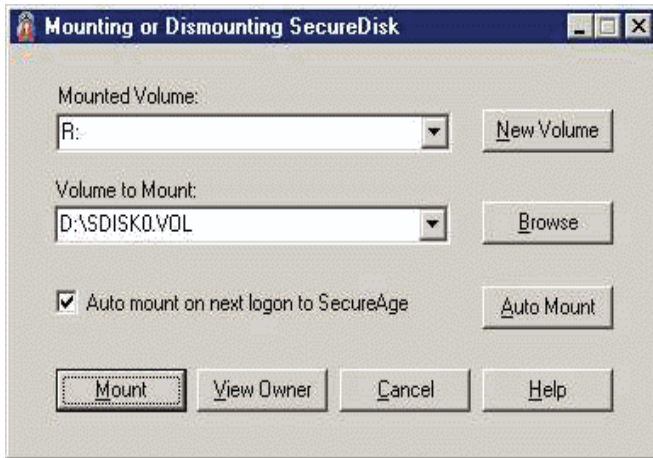 Mounting or Dismounting SecureDisk
Mounted Volume:
R:
New Volume
Volume to Mount:
D:\SDISK0.VOL
Browse
Auto mount on next logon to SecureAge
Auto Mount
Mount
View Owner
Cancel
Help